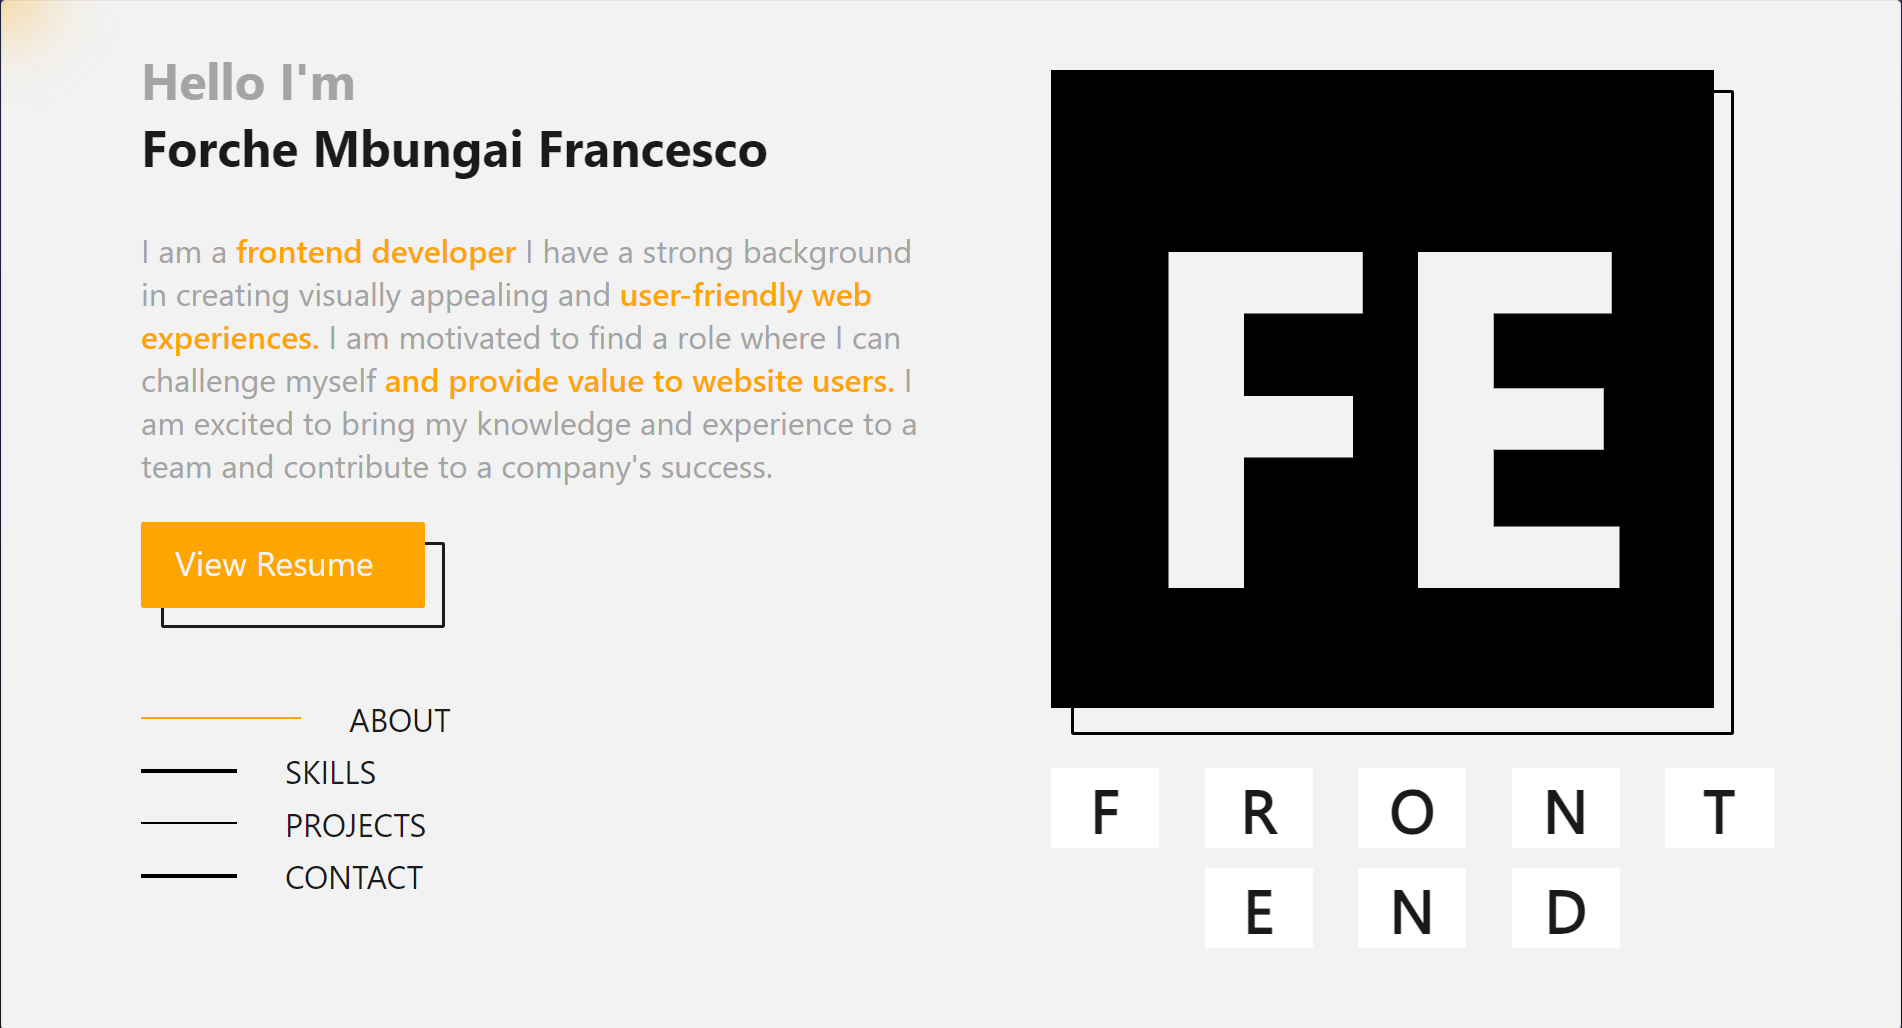 Hello I'm
Forche Mbungai Francesco
I am a frontend developer I have a strong background
in creating visually appealing and user-friendly web
experiences. I am motivated to find a role where I can
challenge myself and provide value to website users. I
am excited to bring my knowledge and experience to a
team and contribute to a company's success.
View Resume
ABOUT
SKILLS
PROJECTS
CONTACT
FE
F R O N T
E N D